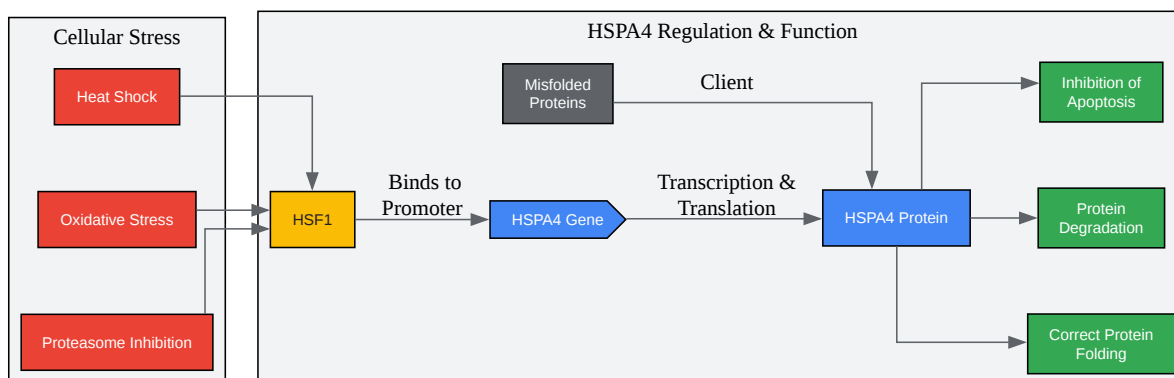 Cellular Stress
Heat Shock
Oxidative Stress
Proteasome Inhibition
HSPA4 Regulation & Function
Misfolded
Proteins
Client
HSF1
Binds to
Promoter
HSPA4 Gene
Transcription &
Translation
HSPA4 Protein
Inhibition of
Apoptosis
Protein
Degradation
Correct Protein
Folding